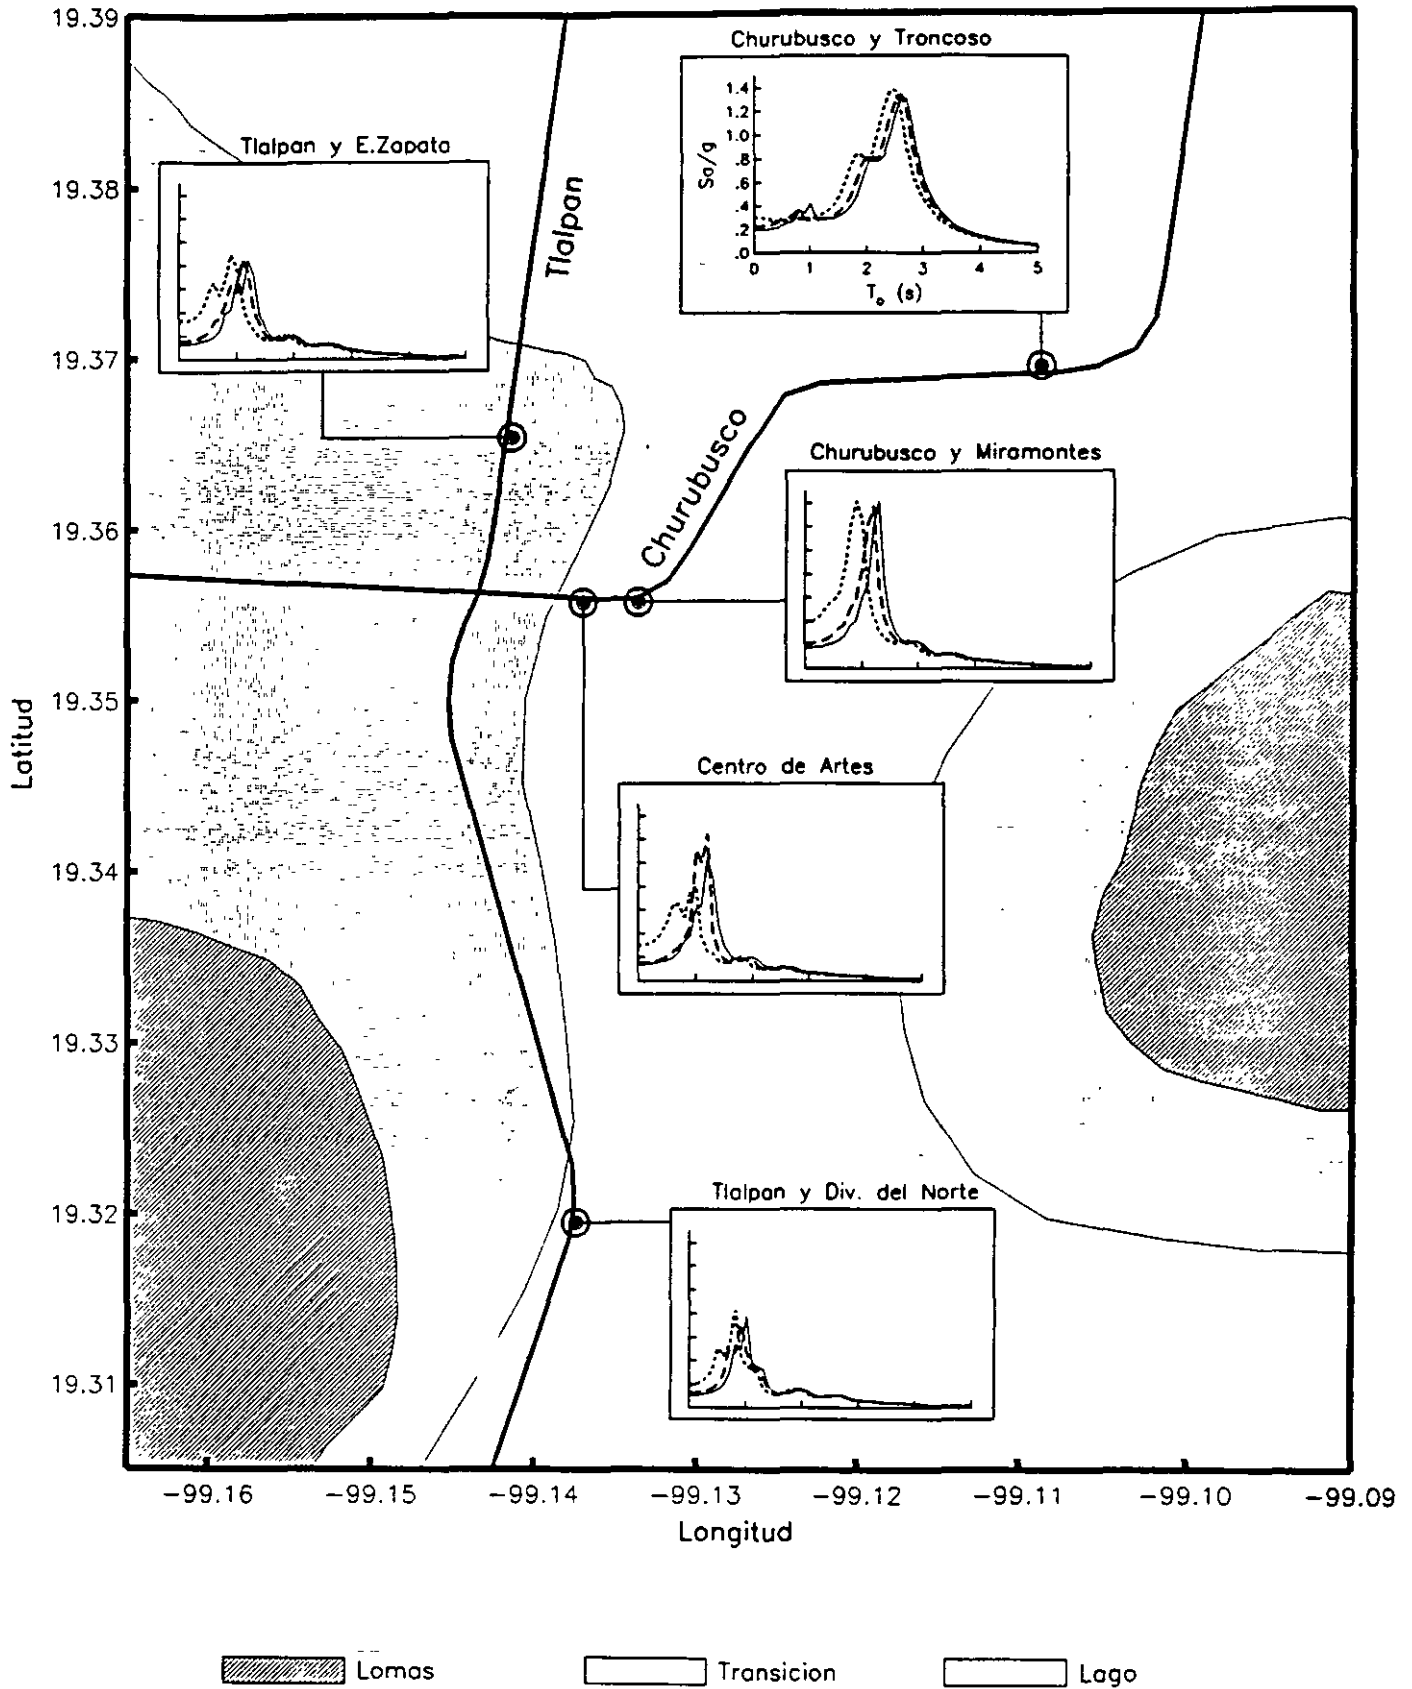 19.39
19.38
19.37
19.36
19.35
19.34
19.33
19.32
19.31
Latitud
Churubusco y Troncoso
1.4
1.2
1.0
.8
.6
.4
.2
.0
Sa/g
0 1 2 3 4 5
To (s)
Tlalpan y E.Zapata
Tlalpan
Churubusco
Churubusco y Miramontes
Centro de Artes
Tlalpan y Div. del Norte
-99.16 -99.15 -99.14 -99.13 -99.12 -99.11 -99.10 -99.09
Longitud
Lomas Transicion Lago